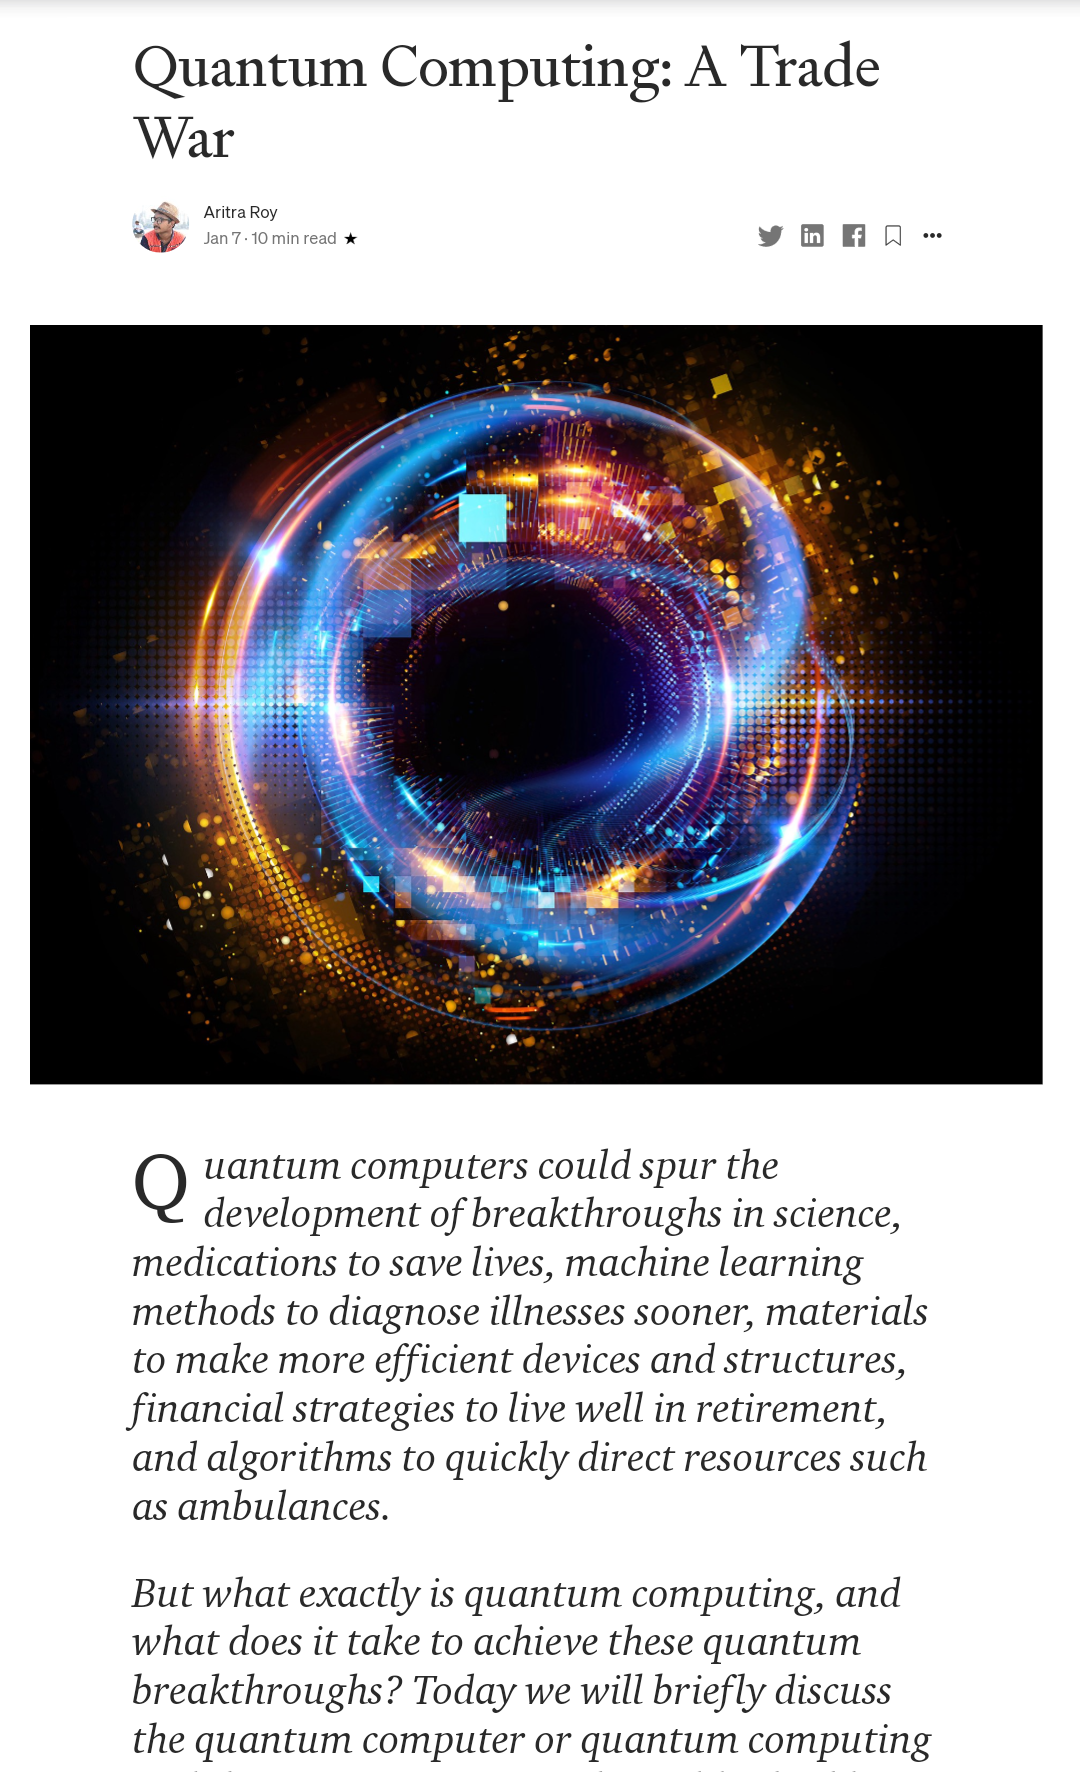 Quantum Computing: A Trade
War
Aritra Roy
Jan 7 · 10 min read ★
Quantum computers could spur the
development of breakthroughs in science,
medications to save lives, machine learning
methods to diagnose illnesses sooner, materials
to make more efficient devices and structures,
financial strategies to live well in retirement,
and algorithms to quickly direct resources such
as ambulances.
But what exactly is quantum computing, and
what does it take to achieve these quantum
breakthroughs? Today we will briefly discuss
the quantum computer or quantum computing